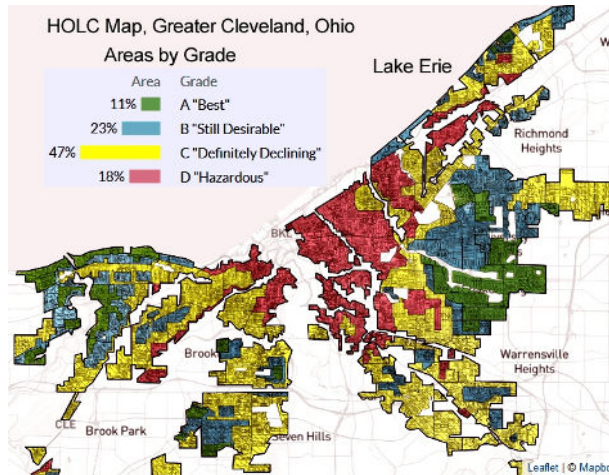 HOLC Map, Greater Cleveland, Ohio
Areas by Grade
Lake Erie
Area Grade
11% A "Best"
23% B "Still Desirable"
47% C "Definitely Declining"
18% D "Hazardous"
Richmond
Heights
BKL
Warrensville
Heights
Brook
CLE
Brook Park
Seven Hills
Leaflet | © Mapbo